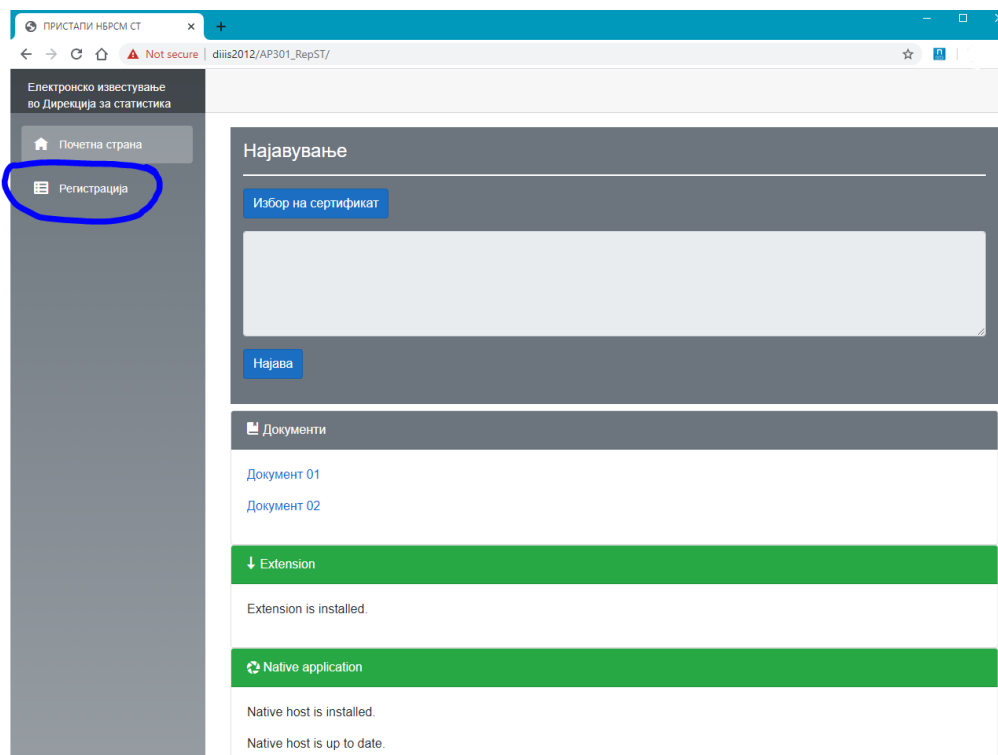 ПРИСТАПИ НБРСМ СТ
Not secure
diiis2012/AP301_RepST/
Електронско известување
во Дирекција за статистика
Почетна страна
Регистрација
Најавување
Избор на сертификат
Најава
Документи
Документ 01
Документ 02
Extension
Extension is installed.
Native application
Native host is installed.
Native host is up to date.